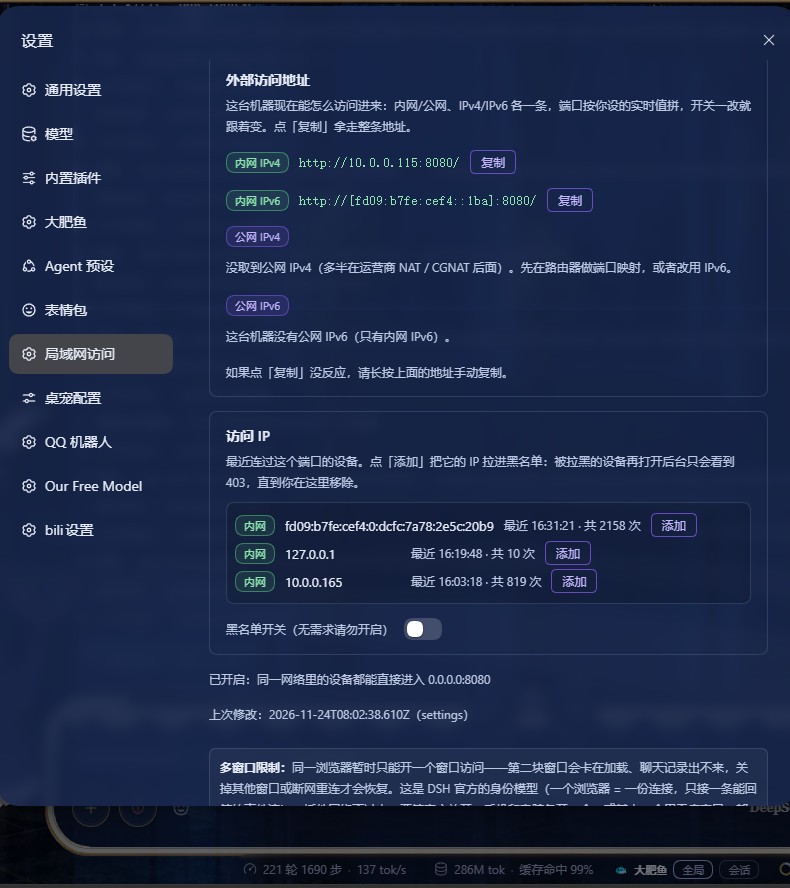 设置
通用设置
模型
内置插件
大肥鱼
Agent 预设
表情包
局域网访问
桌宠配置
QQ 机器人
Our Free Model
bili 设置
外部访问地址
这台机器现在能怎么访问进来：内网/公网、IPv4/IPv6 各一条，端口按你设的实时值拼，开关一改就
跟着变。点「复制」拿走整条地址。
内网 IPv4 http://10.0.0.115:8080/ 复制
内网 IPv6 http://[fd09:b7fe:cef4::1ba]:8080/ 复制
公网 IPv4
没取到公网 IPv4（多半在运营商 NAT / CGNAT 后面）。先在路由器做端口映射，或者改用 IPv6。
公网 IPv6
这台机器没有公网 IPv6（只有内网 IPv6）。
如果点「复制」没反应，请长按上面的地址手动复制。
访问 IP
最近连过这个端口的设备。点「添加」把它的 IP 拉进黑名单：被拉黑的设备再打开后台只会看到
403，直到你在这里移除。
内网 fd09:b7fe:cef4:0:dcfc:7a78:2e5c:20b9 最近 16:31:21 · 共 2158 次 添加
内网 127.0.0.1 最近 16:19:48 · 共 10 次 添加
内网 10.0.0.165 最近 16:03:18 · 共 819 次 添加
黑名单开关（无需求请勿开启）
已开启：同一网络里的设备都能直接进入 0.0.0.0:8080
上次修改：2026-11-24T08:02:38.610Z（settings）
多窗口限制：同一浏览器暂时只能开一个窗口访问——第二块窗口会卡在加载、聊天记录出不来，关
掉其他窗口或断网重连才会恢复。这是 DSH 官方的身份模型（一个浏览器 = 一份连接，只接一条能回
DeepS
221 轮 1690 步 · 137 tok/s 286M tok · 缓存命中 99% 大肥鱼 全局 会话